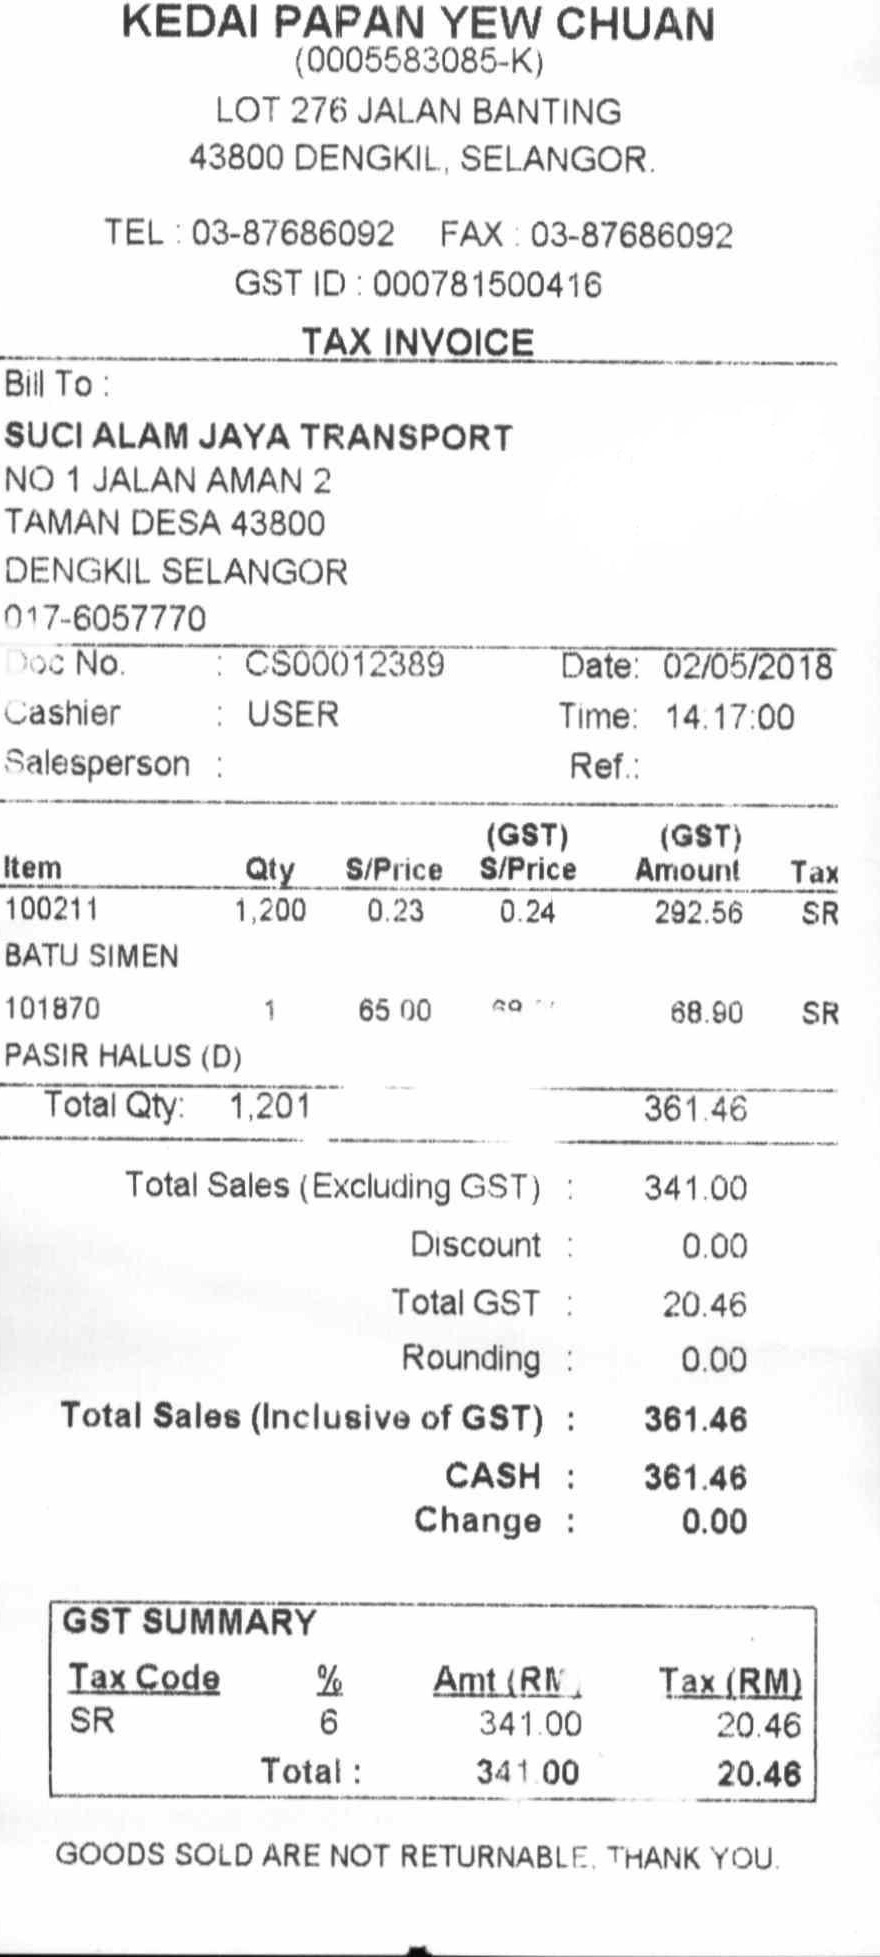 KEDAI PAPAN YEW CHUAN
(0005583085-K)
LOT 276 JALAN BANTING
43800 DENGKIL, SELANGOR.
TEL : 03-87686092 FAX : 03-87686092
GST ID : 000781500416
TAX INVOICE
Bill To :
SUCI ALAM JAYA TRANSPORT
NO 1 JALAN AMAN 2
TAMAN DESA 43800
DENGKIL SELANGOR
017-6057770
Doc No. : CS00012389 Date: 02/05/2018
Cashier : USER Time: 14:17:00
Salesperson : Ref.:
(GST) (GST)
Item Qty S/Price S/Price Amount Tax
100211 1,200 0.23 0.24 292.56 SR
BATU SIMEN
101870 1 65.00 68.90 SR
PASIR HALUS (D)
Total Qty: 1,201 361.46
Total Sales (Excluding GST) : 341.00
Discount : 0.00
Total GST : 20.46
Rounding : 0.00
Total Sales (Inclusive of GST) : 361.46
CASH : 361.46
Change : 0.00
GST SUMMARY
Tax Code % Amt (RM) Tax (RM)
SR 6 341.00 20.46
Total : 341.00 20.46
GOODS SOLD ARE NOT RETURNABLE. THANK YOU.